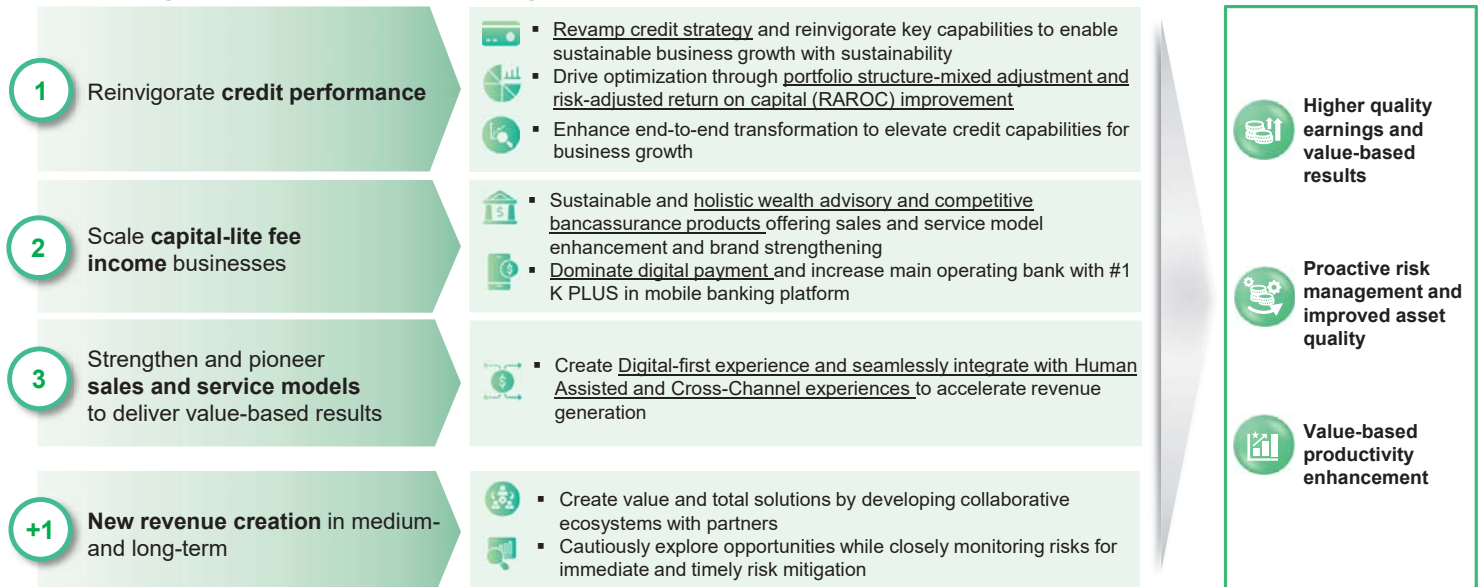 1
Reinvigorate credit performance
▪ Revamp credit strategy and reinvigorate key capabilities to enable
sustainable business growth with sustainability
▪ Drive optimization through portfolio structure-mixed adjustment and
risk-adjusted return on capital (RAROC) improvement
▪ Enhance end-to-end transformation to elevate credit capabilities for
business growth
2
Scale capital-lite fee
income businesses
▪ Sustainable and holistic wealth advisory and competitive
bancassurance products offering sales and service model
enhancement and brand strengthening
▪ Dominate digital payment and increase main operating bank with #1
K PLUS in mobile banking platform
3
Strengthen and pioneer
sales and service models
to deliver value-based results
▪ Create Digital-first experience and seamlessly integrate with Human
Assisted and Cross-Channel experiences to accelerate revenue
generation
+1
New revenue creation in medium-
and long-term
▪ Create value and total solutions by developing collaborative
ecosystems with partners
▪ Cautiously explore opportunities while closely monitoring risks for
immediate and timely risk mitigation
Higher quality
earnings and
value-based
results
Proactive risk
management and
improved asset
quality
Value-based
productivity
enhancement